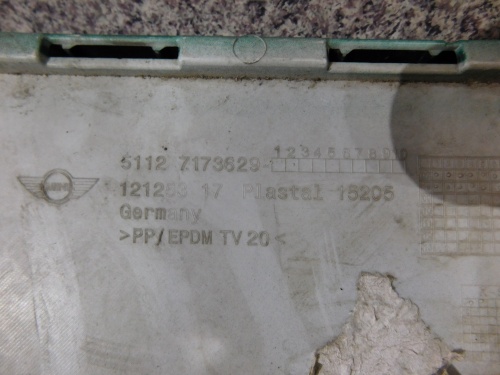 1 2 3 4 5 6 7 8 9 0
5112 7173629-
MINI
121253 17 Plastal 15205
Germany
>PP/EPDM TV 20<